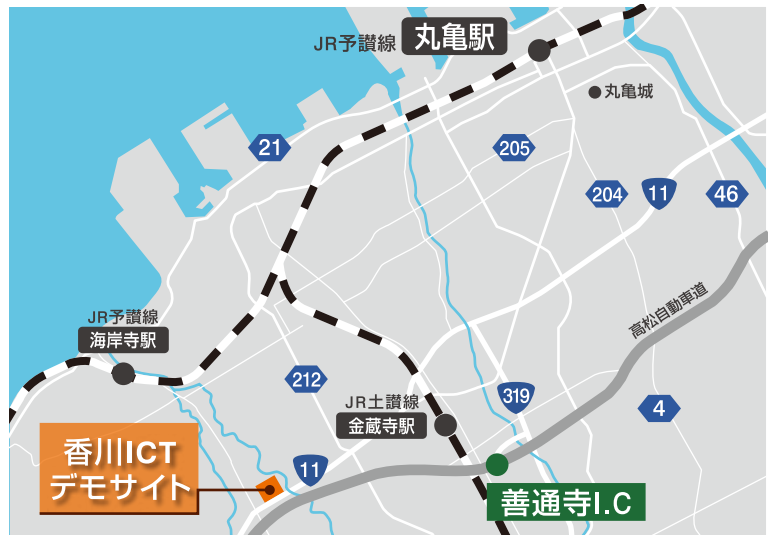 JR予讃線 丸亀駅
丸亀城
21
205
204
11
46
高松自動車道
JR予讃線
海岸寺駅
212
JR土讃線
金蔵寺駅
319
4
香川ICT
デモサイト
11
善通寺I.C